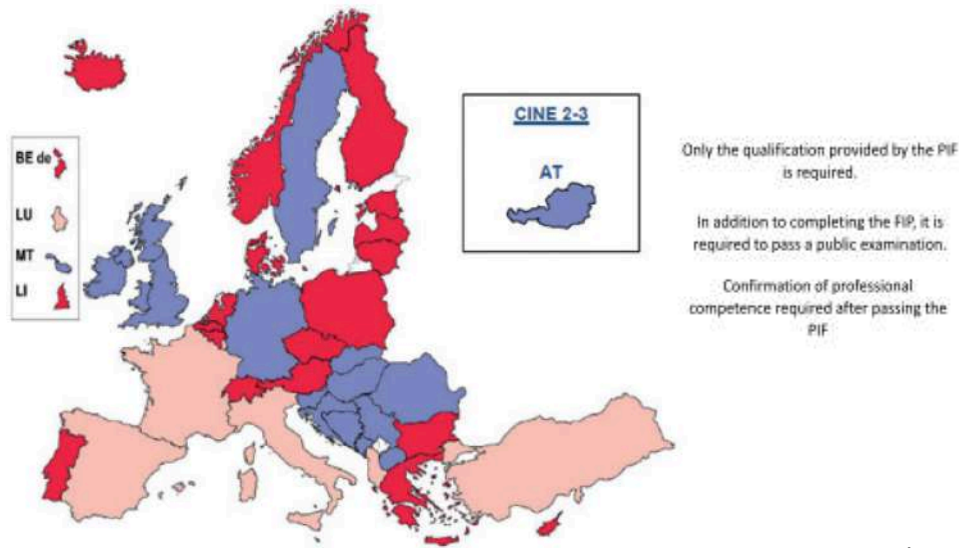 BE de
LU
MT
LI
CINE 2-3
AT
Only the qualification provided by the PIF
is required.
In addition to completing the FIP, it is
required to pass a public examination.
Confirmation of professional
competence required after passing the
PIF